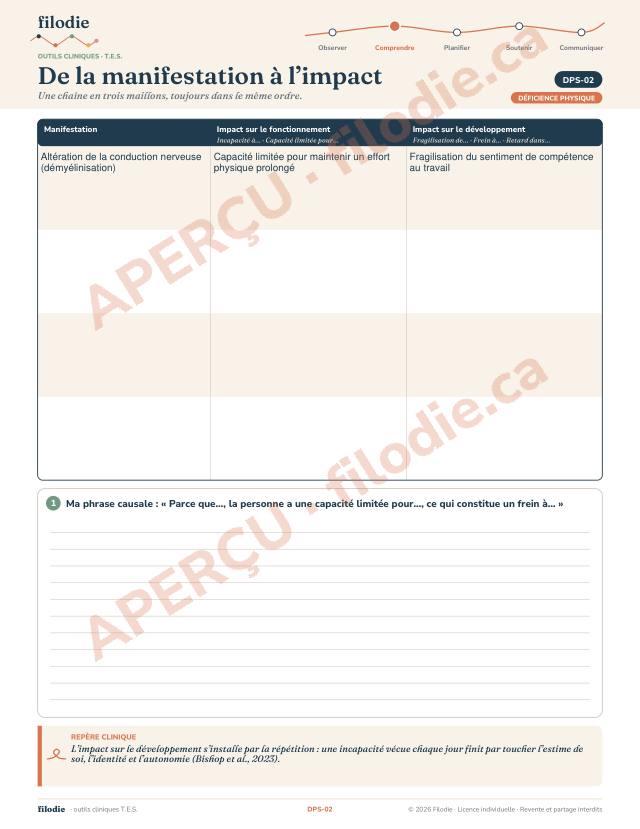 filodie
OUTILS CLINIQUES · T.E.S.
Observer
Comprendre
Planifier
Soutenir
Communiquer
De la manifestation à l'impact
Une chaîne en trois maillons, toujours dans le même ordre.
DPS-02
DÉFICIENCE PHYSIQUE
Manifestation
Impact sur le fonctionnement
Incapacité à... · Capacité limitée pour...
Impact sur le développement
Fragilisation de... · Frein à... · Retard dans...
Altération de la conduction nerveuse
(démyélinisation)
Capacité limitée pour maintenir un effort
physique prolongé
Fragilisation du sentiment de compétence
au travail
APERÇU · filodie.ca
1 Ma phrase causale : « Parce que..., la personne a une capacité limitée pour..., ce qui constitue un frein à... »
APERÇU · filodie.ca
REPÈRE CLINIQUE
L'impact sur le développement s'installe par la répétition : une incapacité vécue chaque jour finit par toucher l'estime de
soi, l'identité et l'autonomie (Bishop et al., 2023).
filodie · outils cliniques T.E.S.
DPS-02
© 2026 Filodie · Licence individuelle · Revente et partage interdits